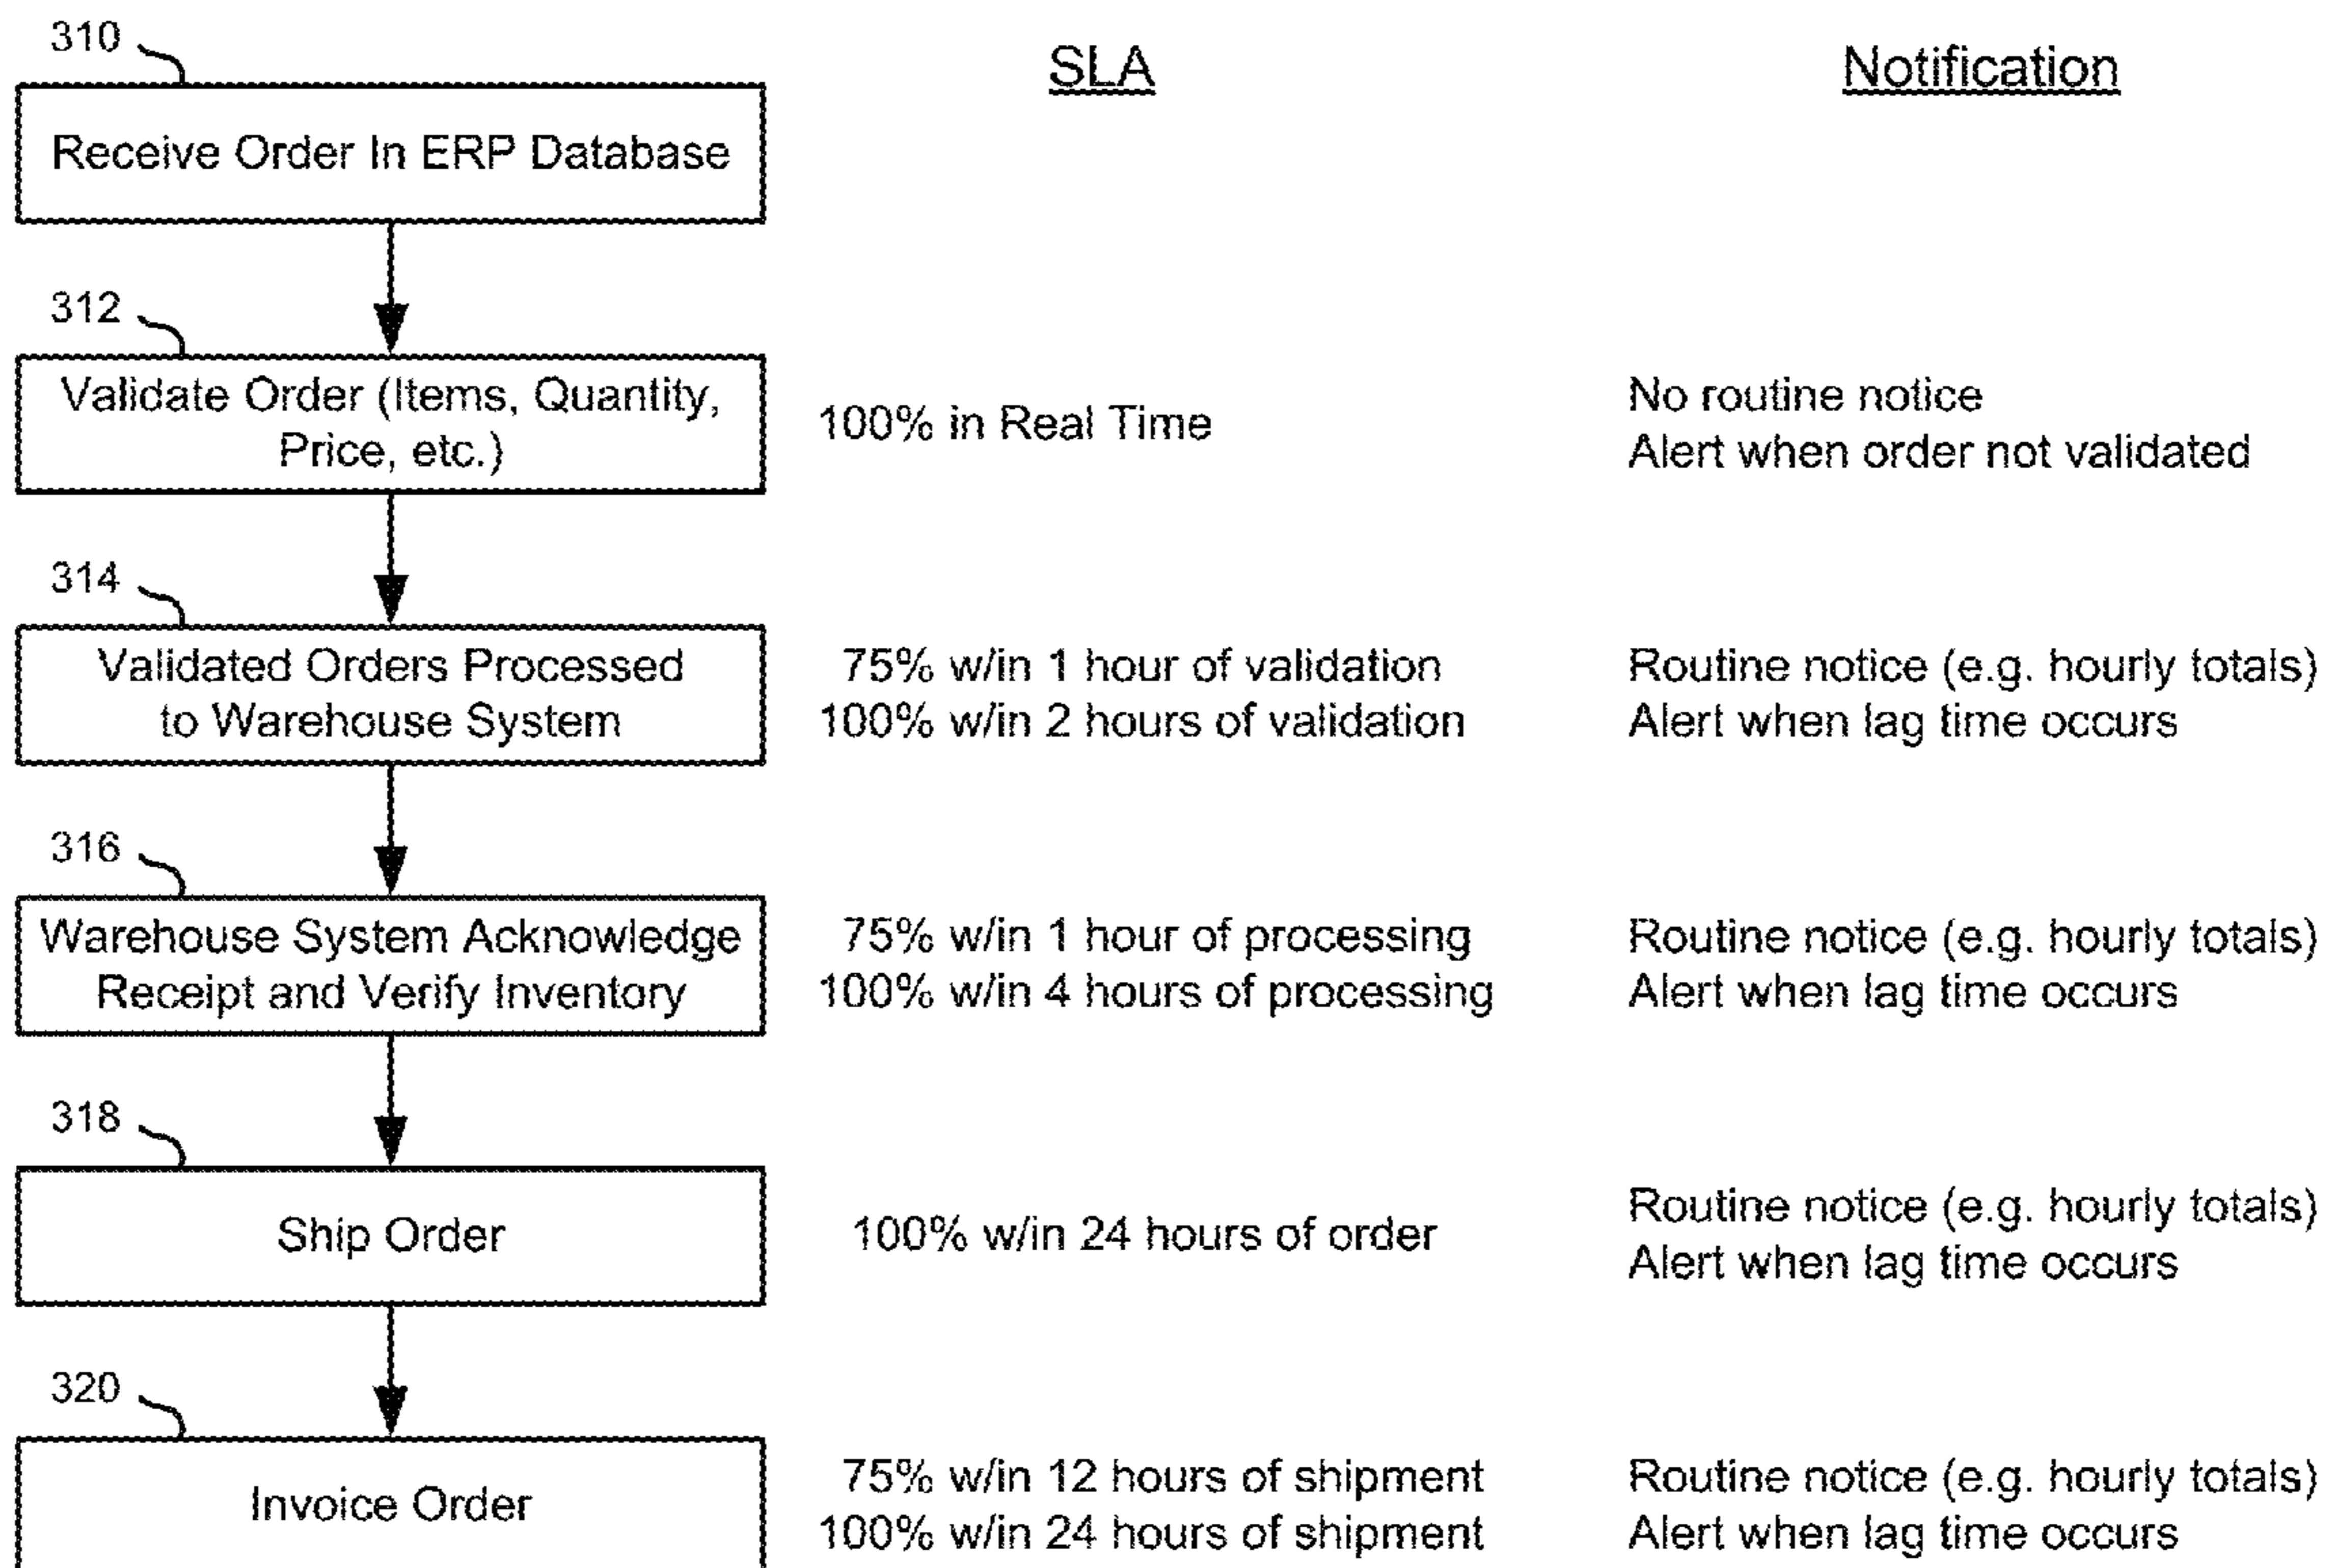 310
SLA
Notification
Receive Order In ERP Database
312
Validate Order (Items, Quantity,
Price, etc.)
100% in Real Time
No routine notice
Alert when order not validated
314
Validated Orders Processed
to Warehouse System
75% w/in 1 hour of validation
100% w/in 2 hours of validation
Routine notice (e.g. hourly totals)
Alert when lag time occurs
316
Warehouse System Acknowledge
Receipt and Verify Inventory
75% w/in 1 hour of processing
100% w/in 4 hours of processing
Routine notice (e.g. hourly totals)
Alert when lag time occurs
318
Ship Order
100% w/in 24 hours of order
Routine notice (e.g. hourly totals)
Alert when lag time occurs
320
Invoice Order
75% w/in 12 hours of shipment
100% w/in 24 hours of shipment
Routine notice (e.g. hourly totals)
Alert when lag time occurs